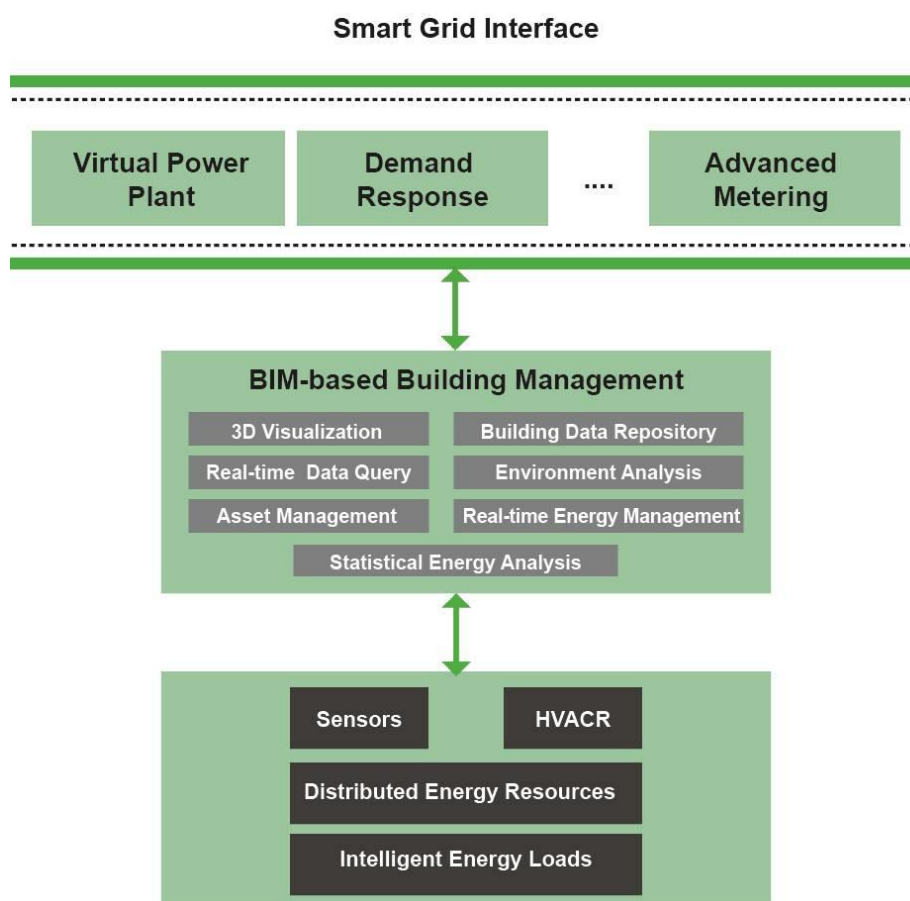 Smart Grid Interface
Virtual Power
Plant
Demand
Response
....
Advanced
Metering
BIM-based Building Management
3D Visualization
Building Data Repository
Real-time Data Query
Environment Analysis
Asset Management
Real-time Energy Management
Statistical Energy Analysis
Sensors
HVACR
Distributed Energy Resources
Intelligent Energy Loads